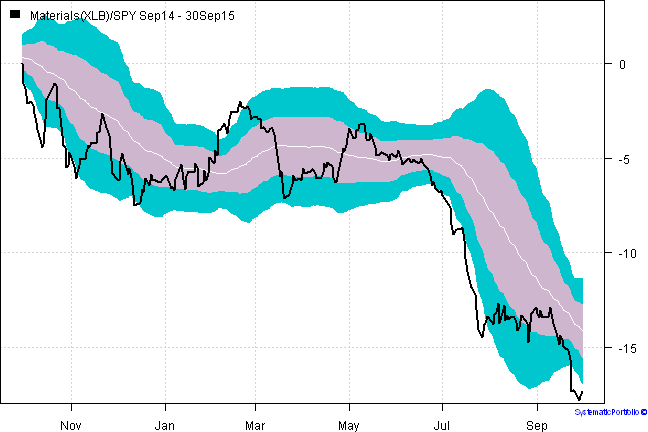 Materials(XLB)/SPY Sep14 - 30Sep15
0
-5
-10
-15
Nov Jan Mar May Jul Sep
SystematicPortfolio ©